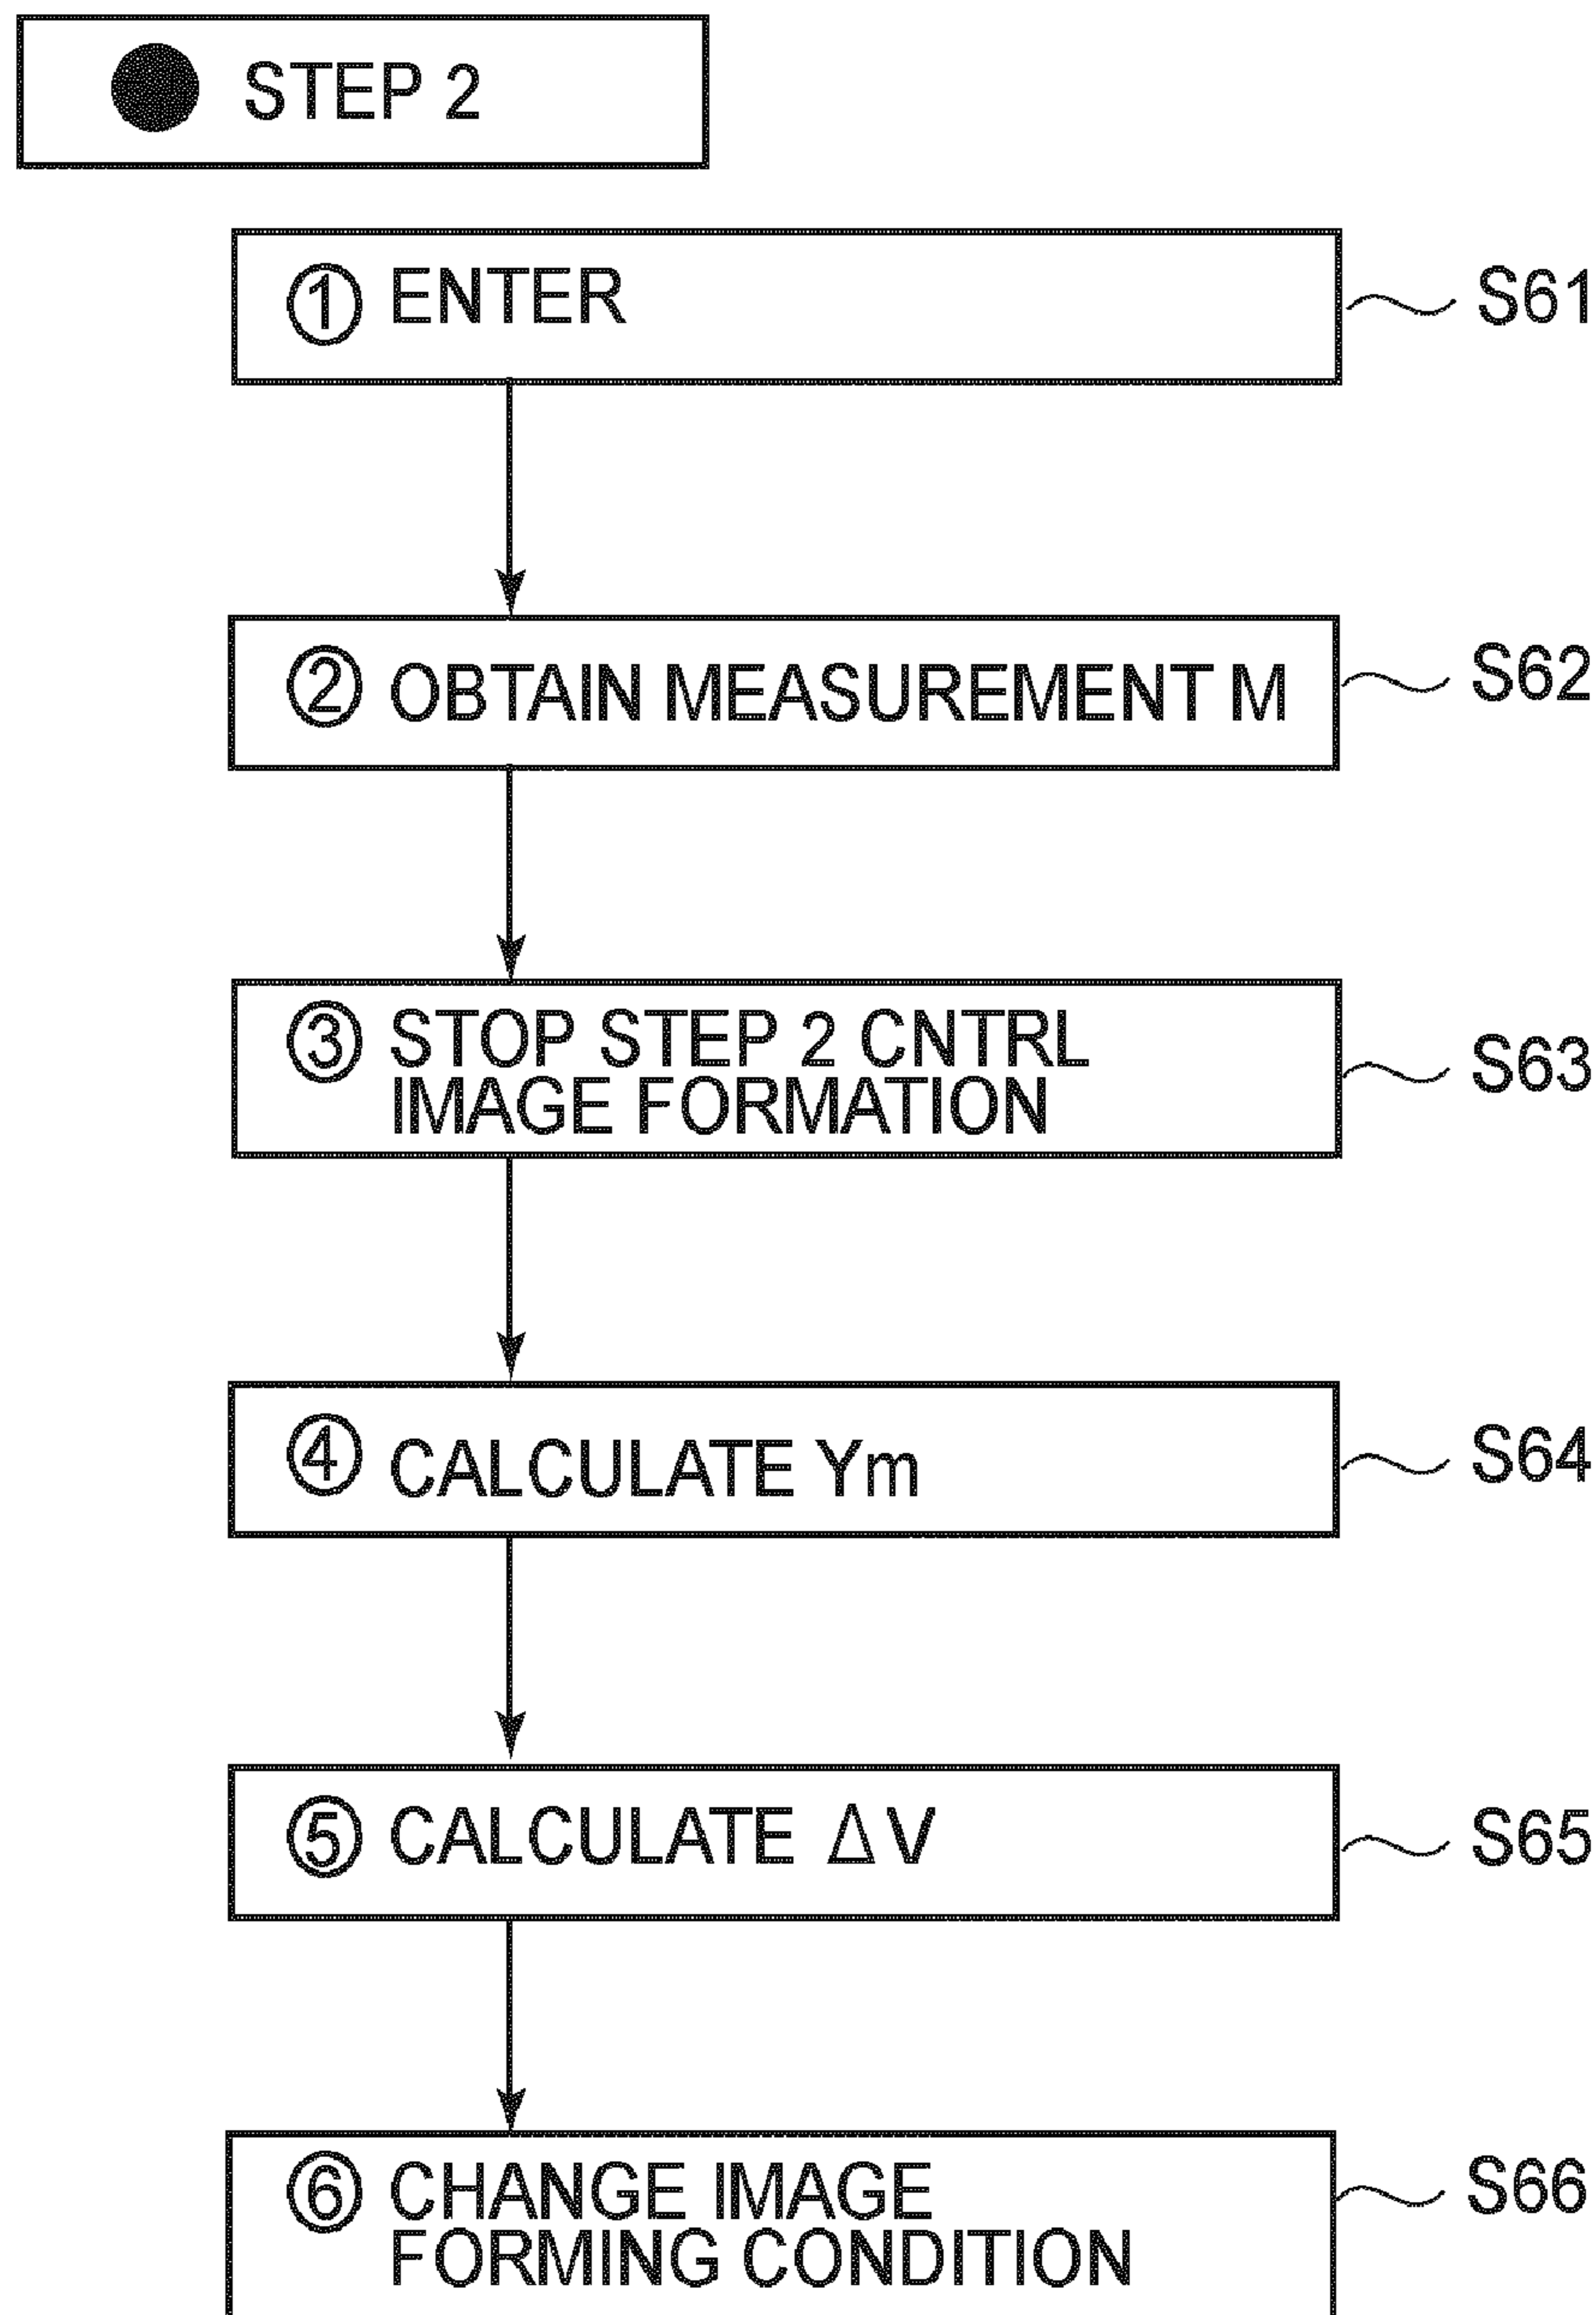 ● STEP 2
① ENTER
S61
② OBTAIN MEASUREMENT M
S62
③ STOP STEP 2 CNTRL
IMAGE FORMATION
S63
④ CALCULATE Ym
S64
⑤ CALCULATE ΔV
S65
⑥ CHANGE IMAGE
FORMING CONDITION
S66